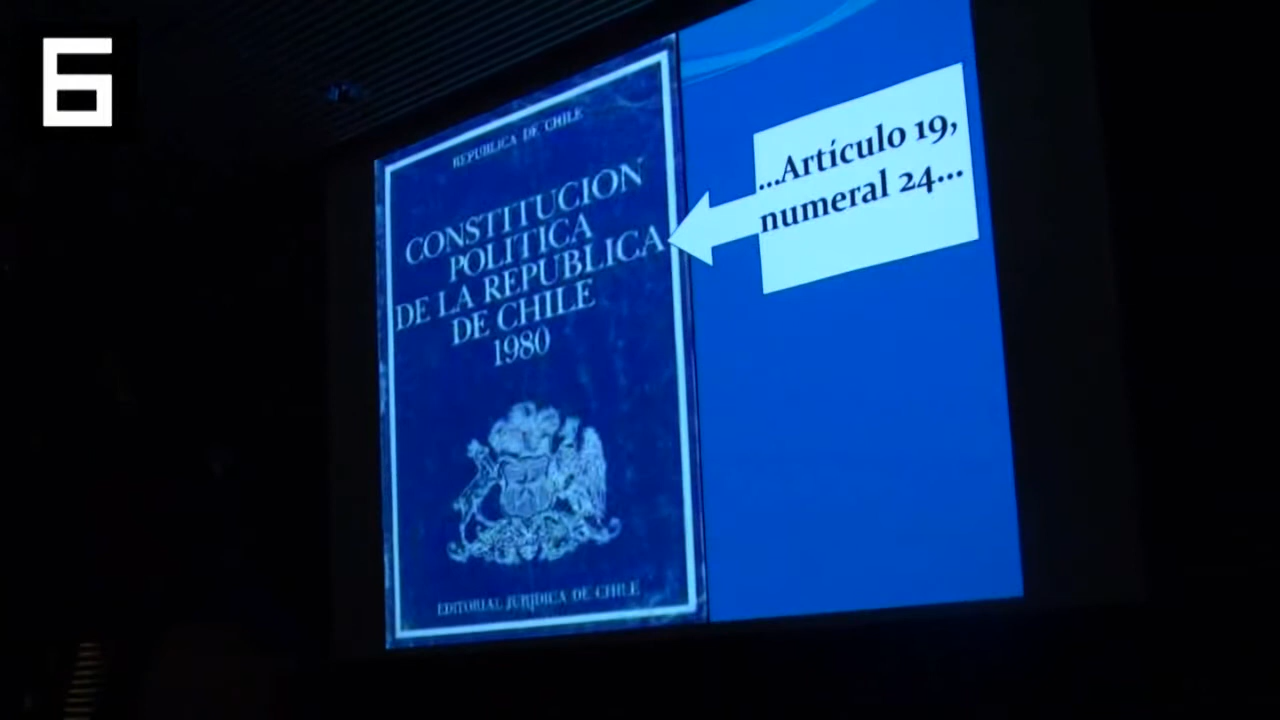 6
REPUBLICA DE CHILE
CONSTITUCION
POLITICA
DE LA REPUBLICA
DE CHILE
1980
EDITORIAL JURIDICA DE CHILE
...Artículo 19,
numeral 24...